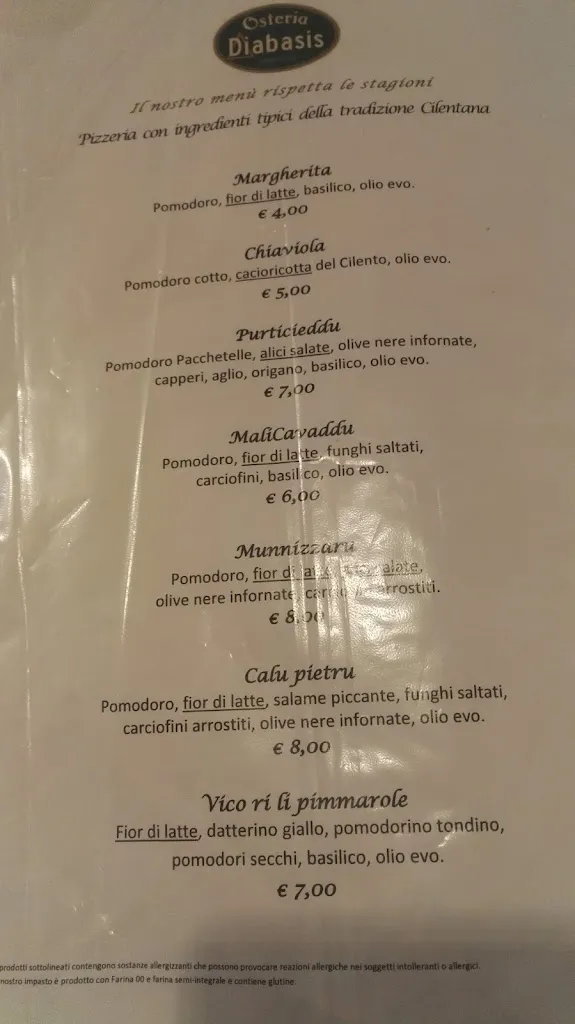 Osteria
Diabasis
Il nostro menù rispetta le stagioni
Pizzeria con ingredienti tipici della tradizione Cilentana
Margherita
Pomodoro, fior di latte, basilico, olio evo.
€ 4,00
Chiaviola
Pomodoro cotto, cacioricotta del Cilento, olio evo.
€ 5,00
Purticieddu
Pomodoro Pacchetelle, alici salate, olive nere infornate,
capperi, aglio, origano, basilico, olio evo.
€ 7,00
MaliCavaddu
Pomodoro, fior di latte, funghi saltati,
carciofini, basilico, olio evo.
€ 6,00
Munnizzaru
Pomodoro, fior di latte, salate,
olive nere infornate, arrostiti.
€ 8,00
Calu pietru
Pomodoro, fior di latte, salame piccante, funghi saltati,
carciofini arrostiti, olive nere infornate, olio evo.
€ 8,00
Vico ri li pimmarole
Fior di latte, datterino giallo, pomodorino tondino,
pomodori secchi, basilico, olio evo.
€ 7,00
prodotti sottolineati contengono sostanze allergizzanti che possono provocare reazioni allergiche nei soggetti intolleranti o allergici.
nostro impasto è prodotto con Farina 00 e farina semi-integrale e contiene glutine.